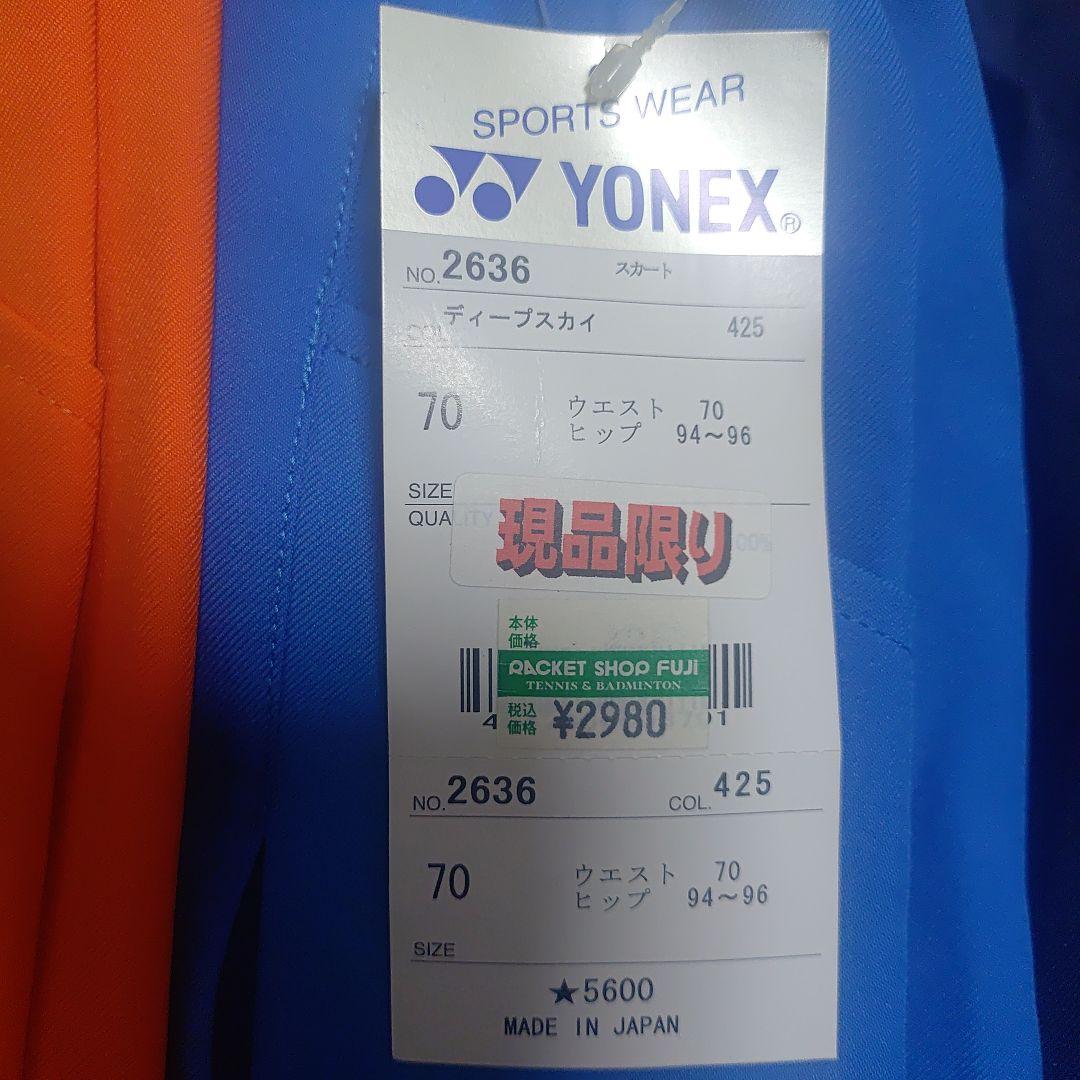 SPORTS WEAR
YONEX®
NO. 2636 スカート
COL ディープスカイ 425
70 ウエスト 70
ヒップ 94～96
SIZE
QUALITY
現品限り
本体
価格
RACKET SHOP FUJi
TENNIS & BADMINTON
税込
価格 ¥2980
NO. 2636 COL. 425
70 ウエスト 70
ヒップ 94～96
SIZE
★5600
MADE IN JAPAN